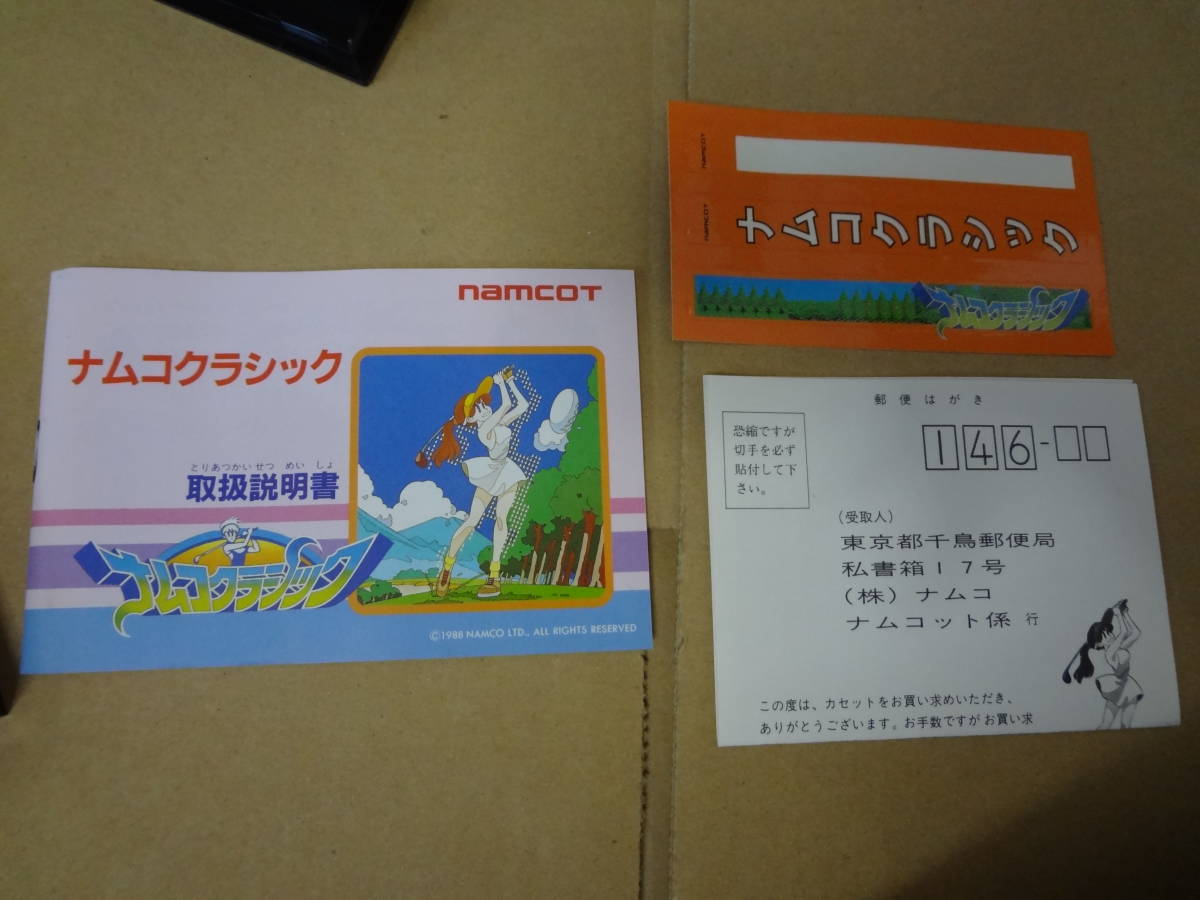 namcoT
ナムコクラシック
とりあつかいせつ めい しょ
取扱説明書
ナムコクラシック
©1988 NAMCO LTD., ALL RIGHTS RESERVED
namcoT
namcoT
ナムコクラシック
ナムコクラシック
郵便はがき
恐縮ですが
切手を必ず
貼付して下
さい。
146-
(受取人)
東京都千鳥郵便局
私書箱17号
(株)ナムコ
ナムコット係 行
この度は、カセットをお買い求めいただき、
ありがとうございます。お手数ですが お買い求